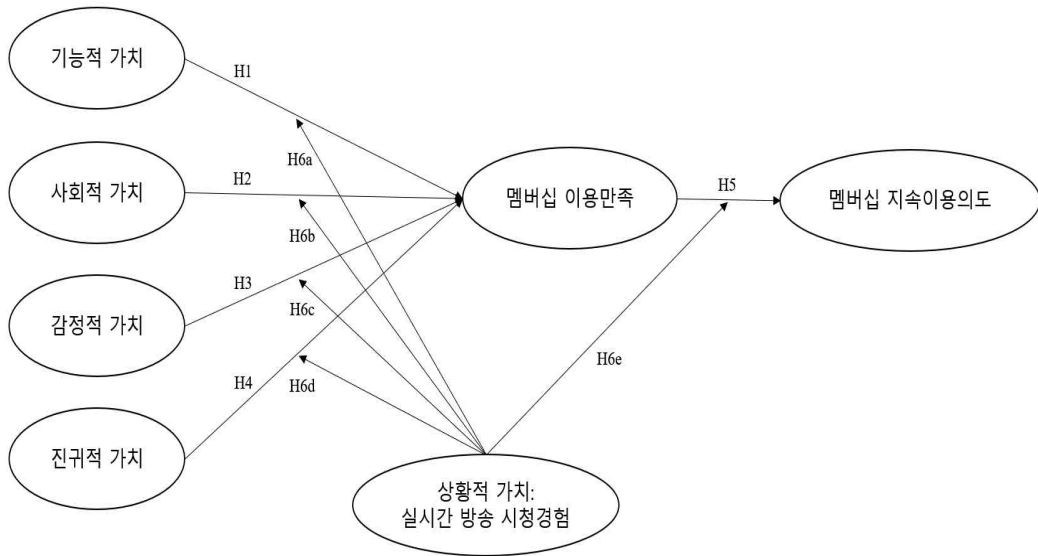 기능적 가치
H1
H6a
사회적 가치
H2
멤버십 이용만족
H5
멤버십 지속이용의도
H6b
H3
감정적 가치
H6c
H6e
H4
H6d
진귀적 가치
상황적 가치:
실시간 방송 시청경험